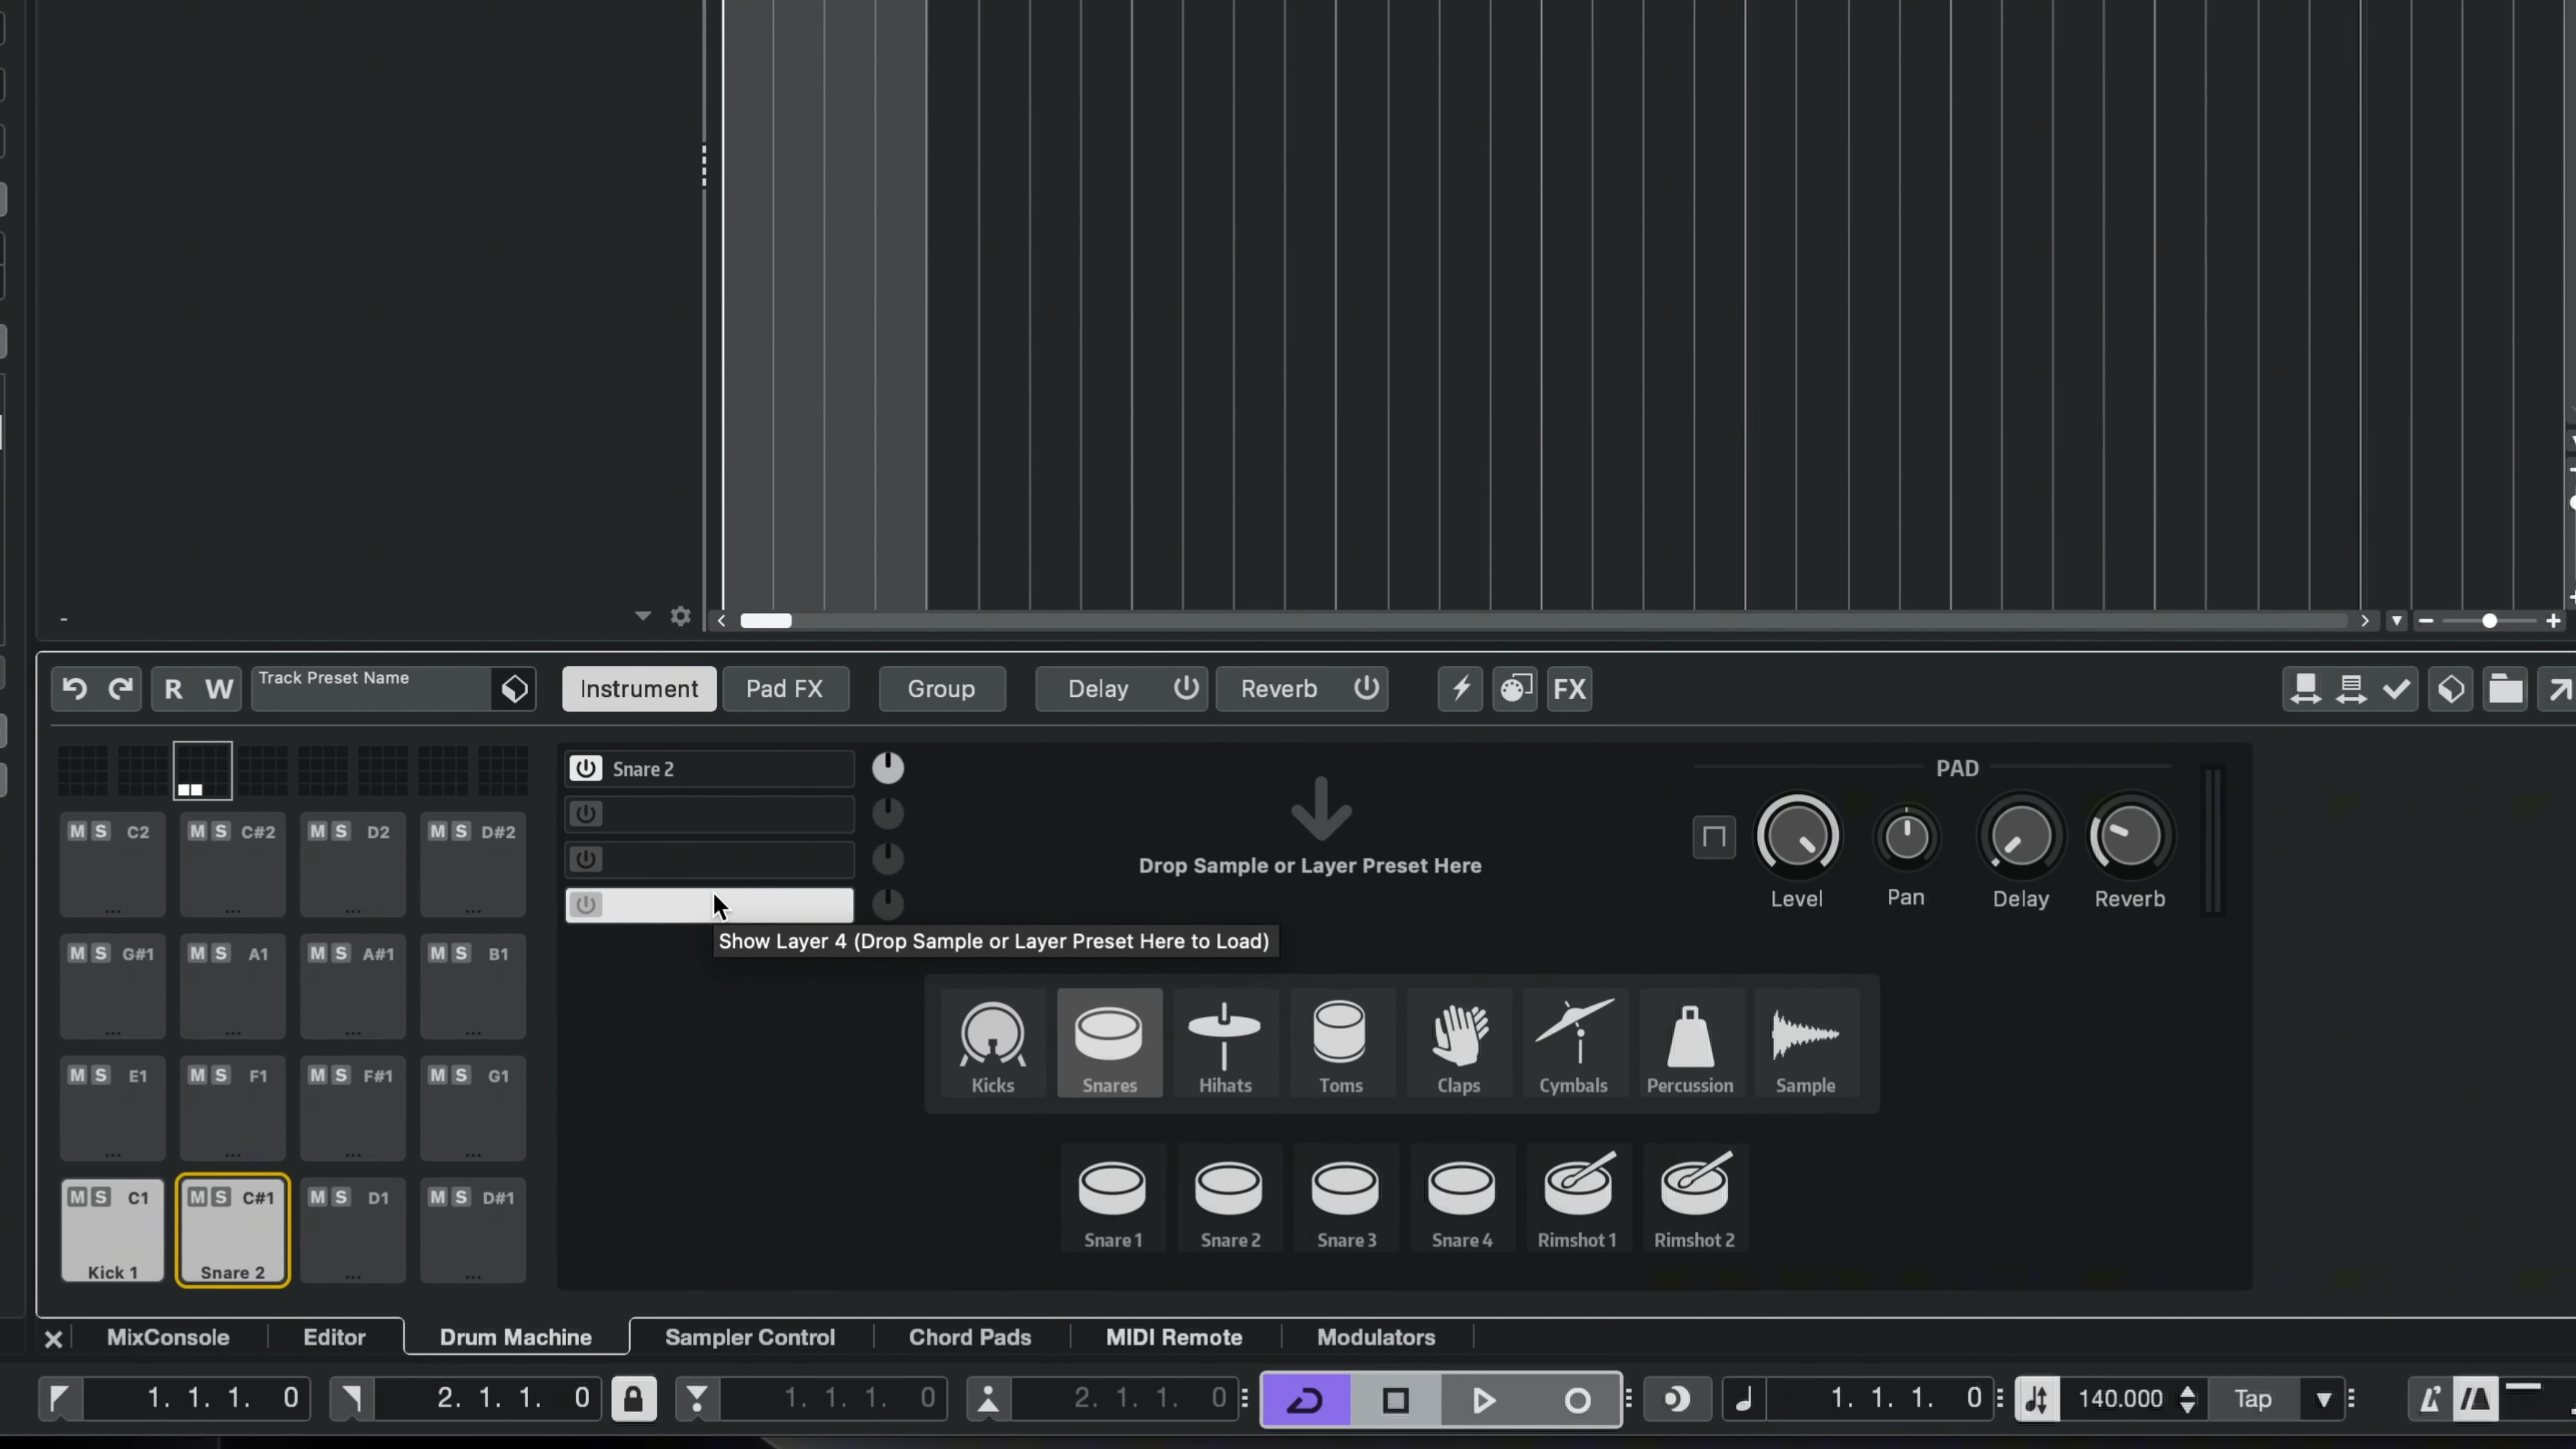 -
R W Track Preset Name Instrument Pad FX Group Delay Reverb FX
Snare 2
PAD
Level Pan Delay Reverb
Drop Sample or Layer Preset Here
Show Layer 4 (Drop Sample or Layer Preset Here to Load)
M S C2 M S C#2 M S D2 M S D#2
... ... ... ...
M S G#1 M S A1 M S A#1 M S B1
... ... ... ...
M S E1 M S F1 M S F#1 M S G1
... ... ... ...
M S C1 M S C#1 M S D1 M S D#1
Kick 1 Snare 2 ... ...
Kicks Snares Hihats Toms Claps Cymbals Percussion Sample
Snare 1 Snare 2 Snare 3 Snare 4 Rimshot 1 Rimshot 2
MixConsole Editor Drum Machine Sampler Control Chord Pads MIDI Remote Modulators
1. 1. 1. 0 2. 1. 1. 0 1. 1. 1. 0 2. 1. 1. 0 1. 1. 1. 0 140.000 Tap